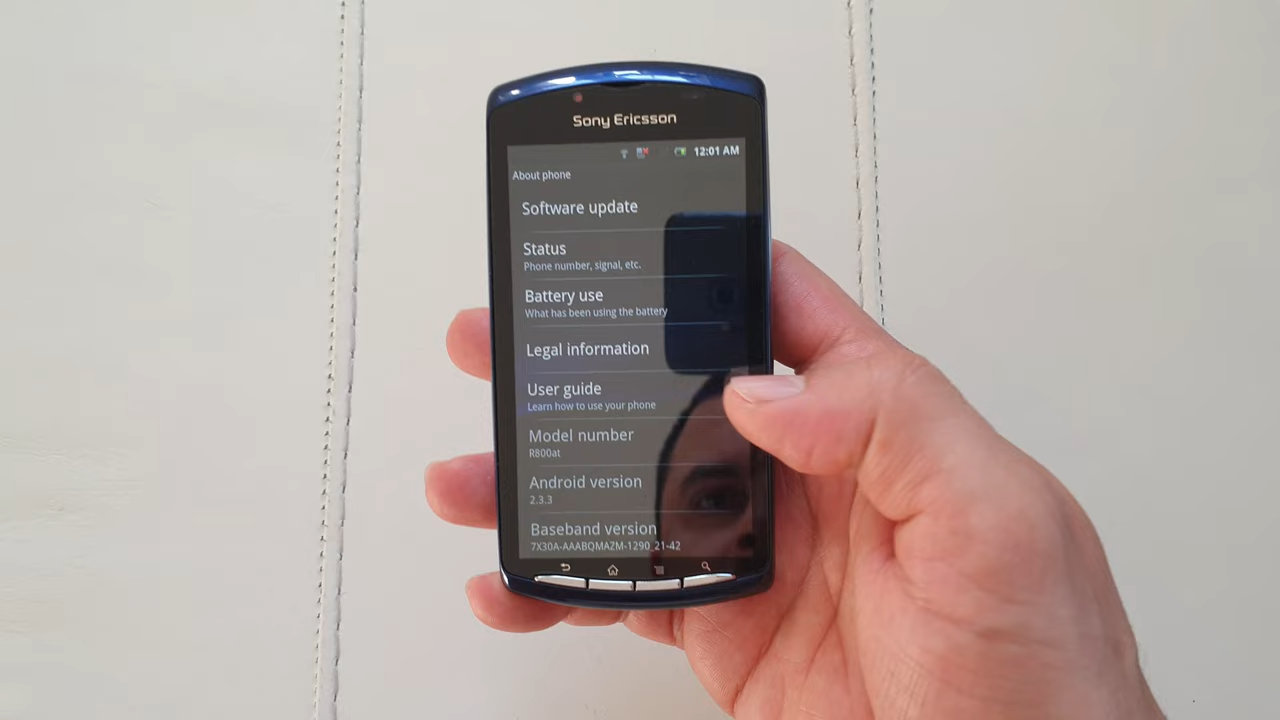 Sony Ericsson
12:01 AM
About phone
Software update
Status
Phone number, signal, etc.
Battery use
What has been using the battery
Legal information
User guide
Learn how to use your phone
Model number
R800at
Android version
2.3.3
Baseband version
7X30A-AAABQMAZM-1290_21-42